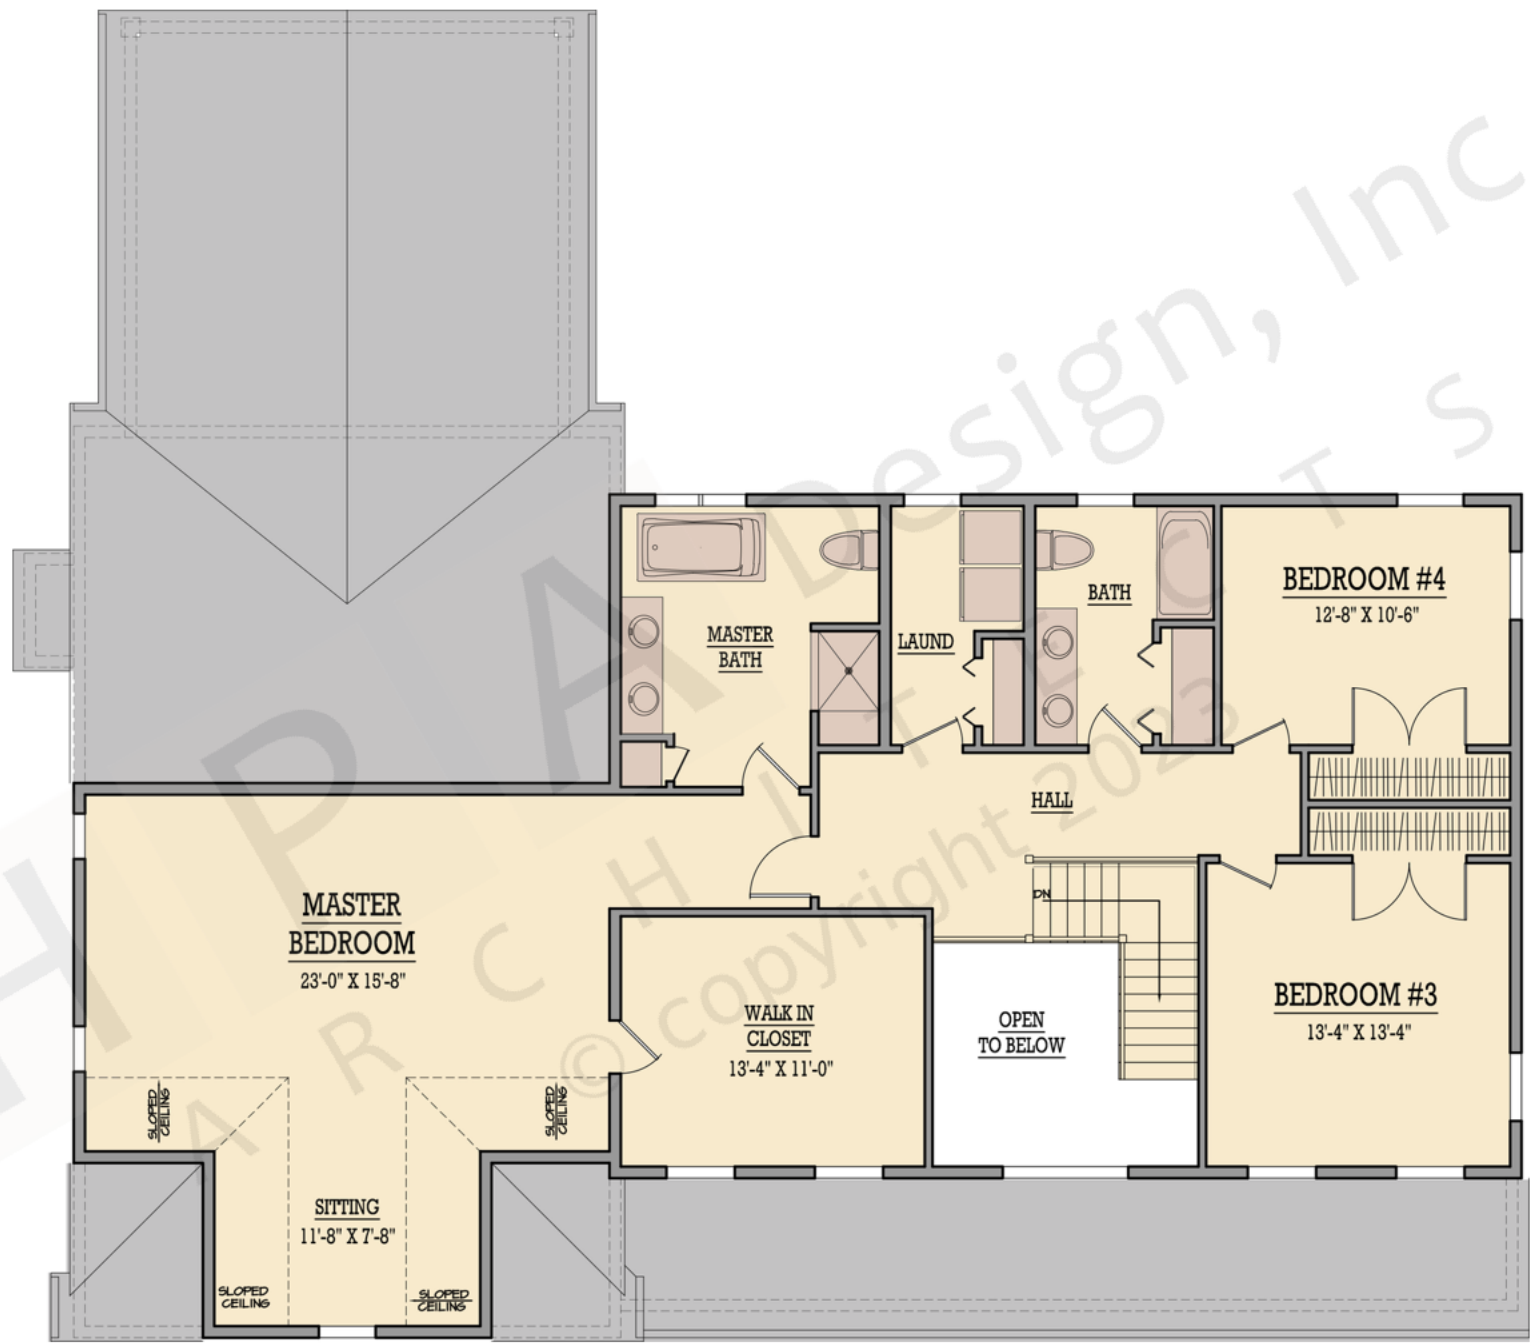 HPA Design, Inc
ARCHITECTS
© copyright 2023
MASTER
BATH
LAUND
BATH
BEDROOM #4
12'-8" X 10'-6"
HALL
DN
MASTER
BEDROOM
23'-0" X 15'-8"
WALK IN
CLOSET
13'-4" X 11'-0"
OPEN
TO BELOW
BEDROOM #3
13'-4" X 13'-4"
SLOPED
CEILING
SLOPED
CEILING
SITTING
11'-8" X 7'-8"
SLOPED
CEILING
SLOPED
CEILING